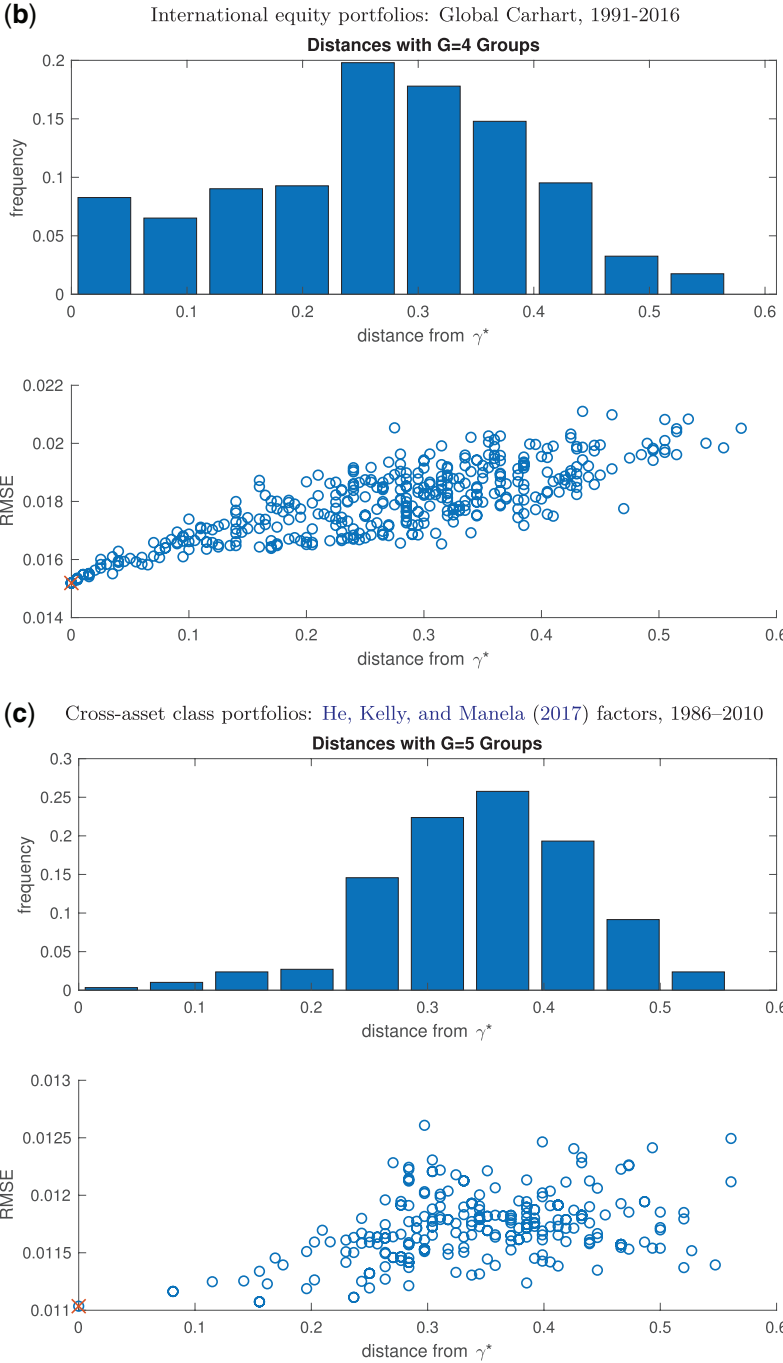 (b) International equity portfolios: Global Carhart, 1991-2016
Distances with G=4 Groups
0.2
0.15
0.1
0.05
0
frequency
0.1 0.2 0.3 0.4 0.5 0.6
distance from γ*
0.022
0.02
0.018
0.016
0.014
RMSE
0 0.1 0.2 0.3 0.4 0.5 0.6
distance from γ*
(c) Cross-asset class portfolios: He, Kelly, and Manela (2017) factors, 1986–2010
Distances with G=5 Groups
0.3
0.25
0.2
0.15
0.1
0.05
0
frequency
0 0.1 0.2 0.3 0.4 0.5 0.6
distance from γ*
0.013
0.0125
0.012
0.0115
0.011
RMSE
0 0.1 0.2 0.3 0.4 0.5 0.6
distance from γ*